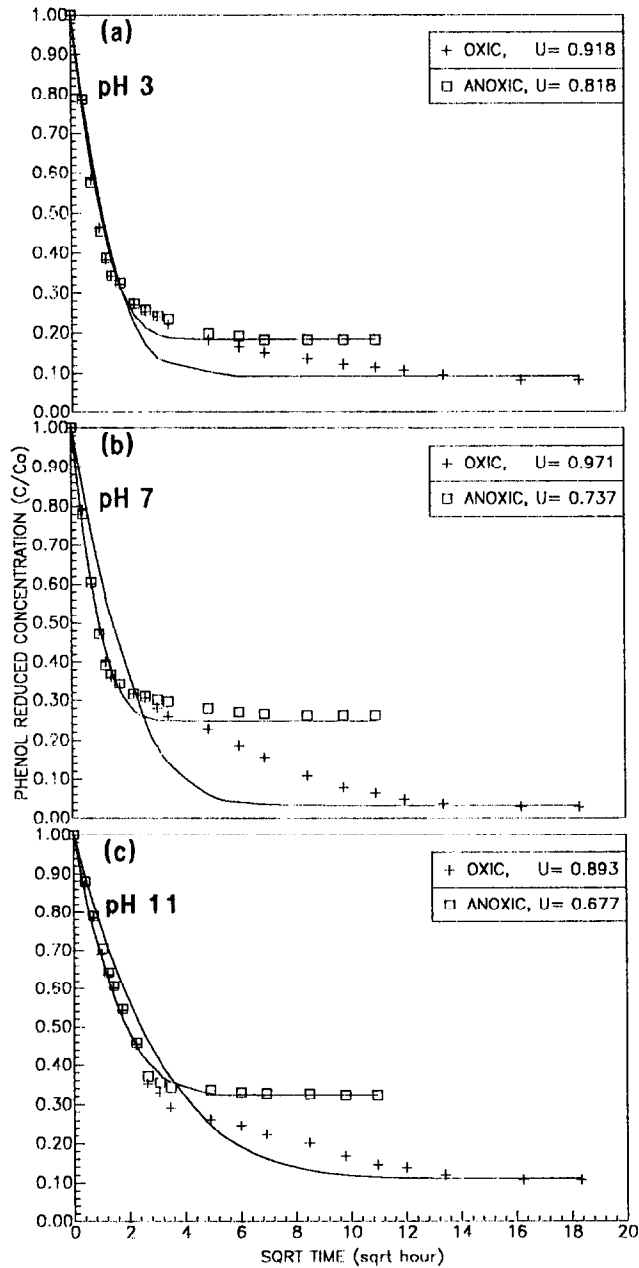 1.00
(a)
+ OXIC, U= 0.918
□ ANOXIC, U= 0.818
0.80
pH 3
0.60
0.50
0.40
0.30
0.20
0.10
0.00
1.00
(b)
+ OXIC, U= 0.971
□ ANOXIC, U= 0.737
0.90
0.80
pH 7
0.70
0.60
0.50
0.40
0.30
0.20
0.10
0.00
PHENOL REDUCED CONCENTRATION (C/Co)
1.00
(c)
+ OXIC, U= 0.893
□ ANOXIC, U= 0.677
0.90
0.80
pH 11
0.70
0.60
0.50
0.40
0.30
0.20
0.10
0.00
0 2 4 6 8 10 12 14 16 18 20
SQRT TIME (sqrt hour)